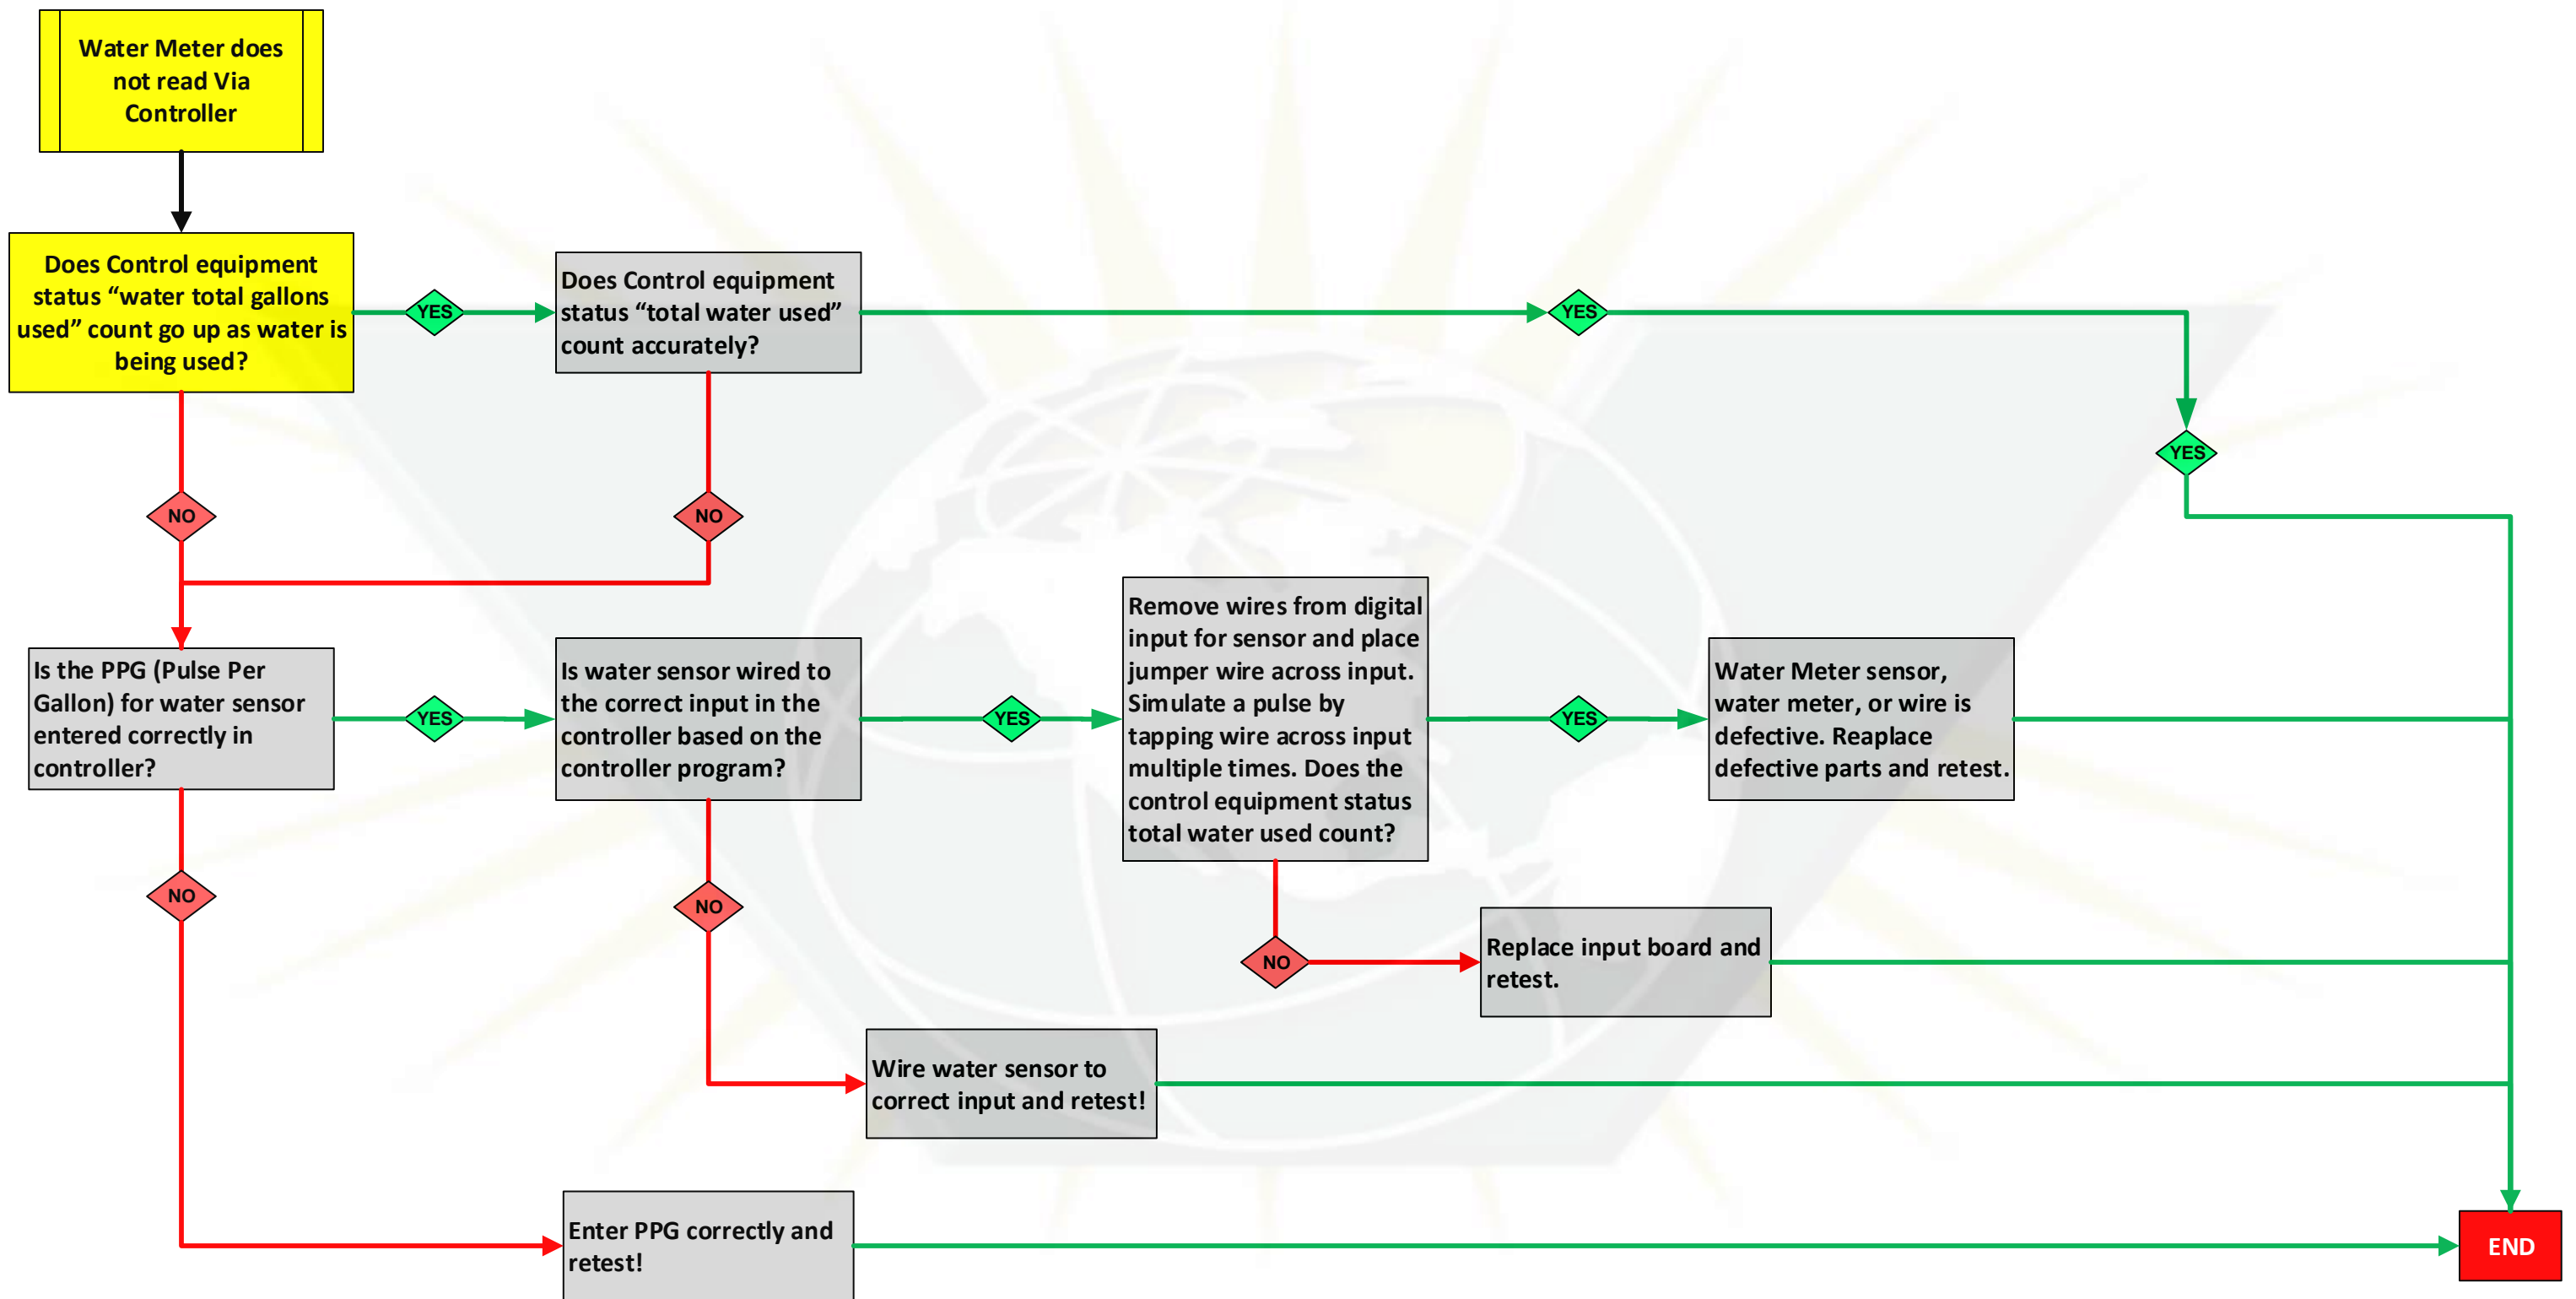 Water Meter does
not read Via
Controller
Does Control equipment
status “water total gallons
used” count go up as water is
being used?
YES
Does Control equipment
status “total water used”
count accurately?
YES
YES
NO
NO
Is the PPG (Pulse Per
Gallon) for water sensor
entered correctly in
controller?
YES
Is water sensor wired to
the correct input in the
controller based on the
controller program?
YES
Remove wires from digital
input for sensor and place
jumper wire across input.
Simulate a pulse by
tapping wire across input
multiple times. Does the
control equipment status
total water used count?
YES
Water Meter sensor,
water meter, or wire is
defective. Reaplace
defective parts and retest.
NO
NO
NO
Replace input board and
retest.
Wire water sensor to
correct input and retest!
Enter PPG correctly and
retest!
END